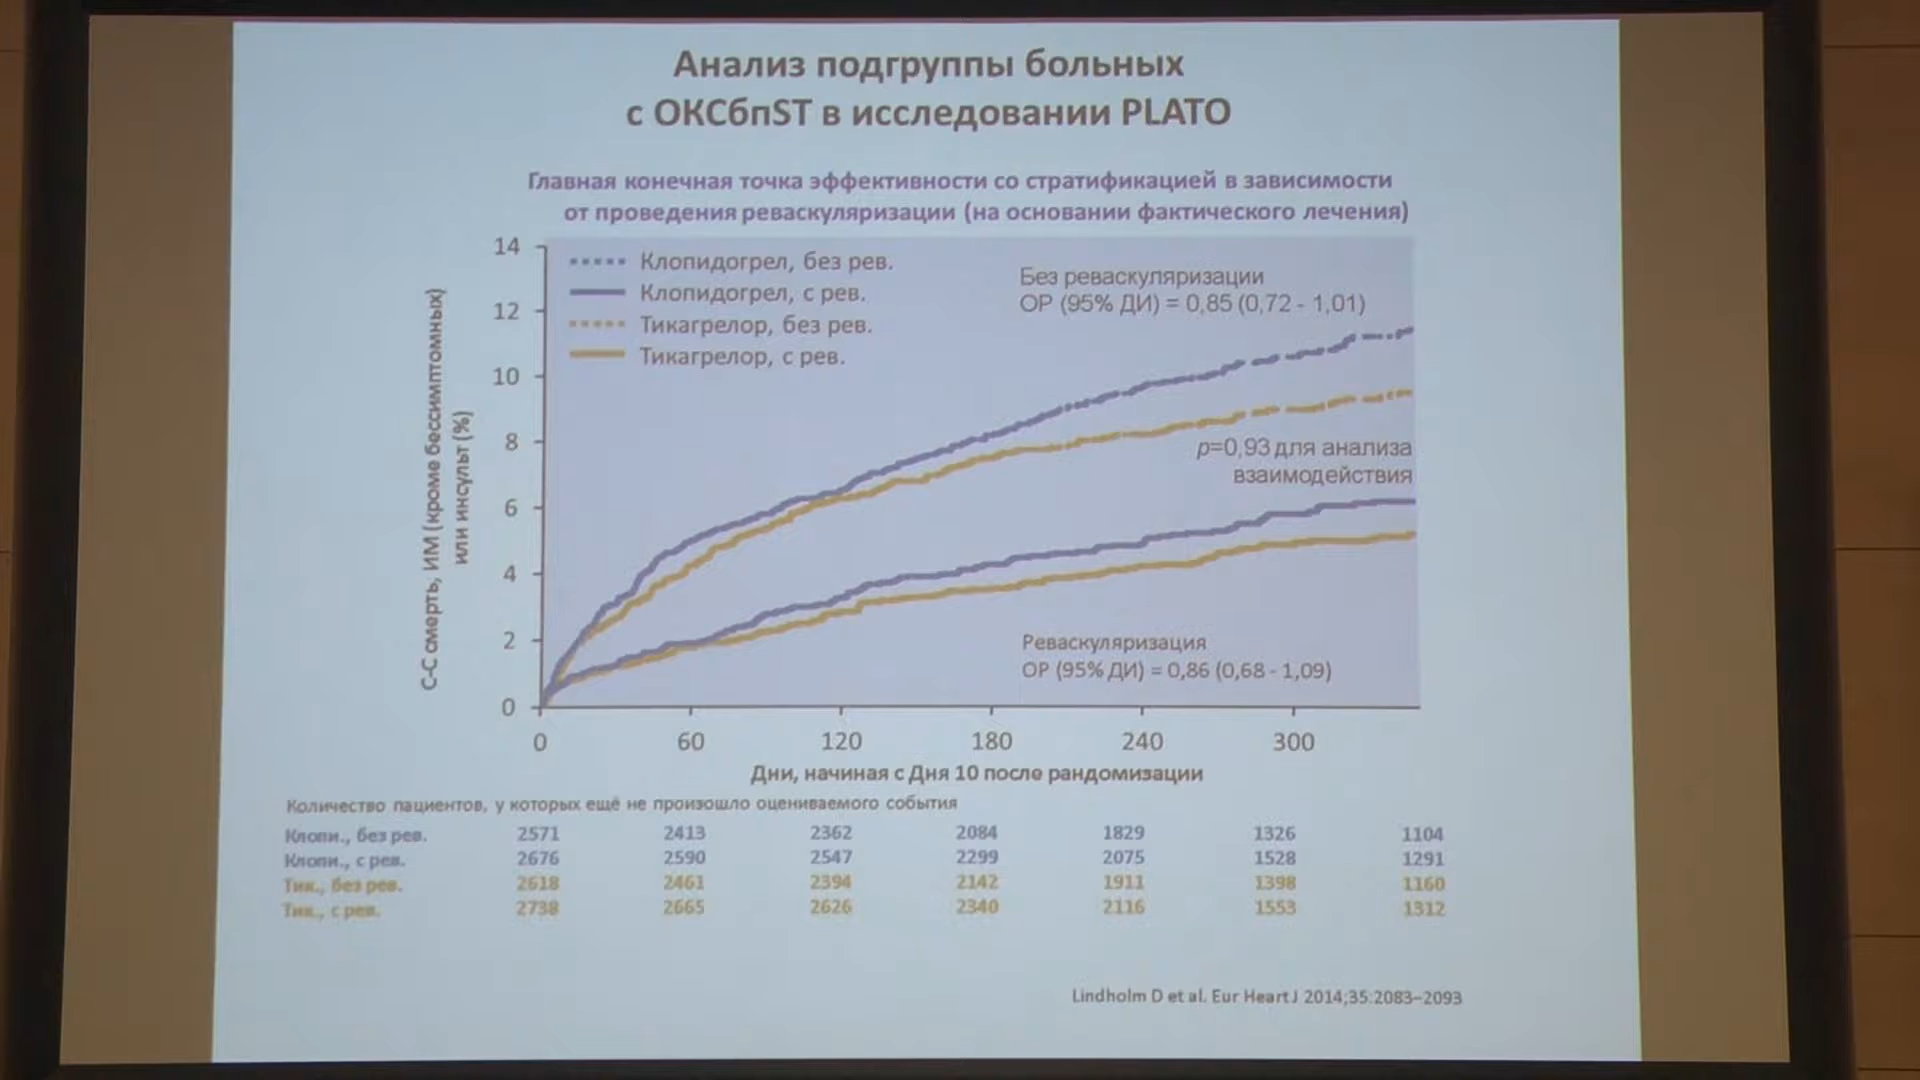 Анализ подгруппы больных
с ОКСбпST в исследовании PLATO
Главная конечная точка эффективности со стратификацией в зависимости
от проведения реваскуляризации (на основании фактического лечения)
С-С смерть, ИМ (кроме бессимптомных)
или инсульт (%)
14
12
10
8
6
4
2
0
Клопидогрел, без рев.
Клопидогрел, с рев.
Тикагрелор, без рев.
Тикагрелор, с рев.
Без реваскуляризации
ОР (95% ДИ) = 0,85 (0,72 - 1,01)
p=0,93 для анализа
взаимодействия
Реваскуляризация
ОР (95% ДИ) = 0,86 (0,68 - 1,09)
0 60 120 180 240 300
Дни, начиная с Дня 10 после рандомизации
Количество пациентов, у которых ещё не произошло оцениваемого события
Клопи., без рев. 2571 2413 2362 2084 1829 1326 1104
Клопи., с рев. 2676 2590 2547 2299 2075 1528 1291
Тик., без рев. 2618 2461 2394 2142 1911 1398 1160
Тик., с рев. 2738 2665 2626 2340 2116 1553 1312
Lindholm D et al. Eur Heart J 2014;35:2083–2093